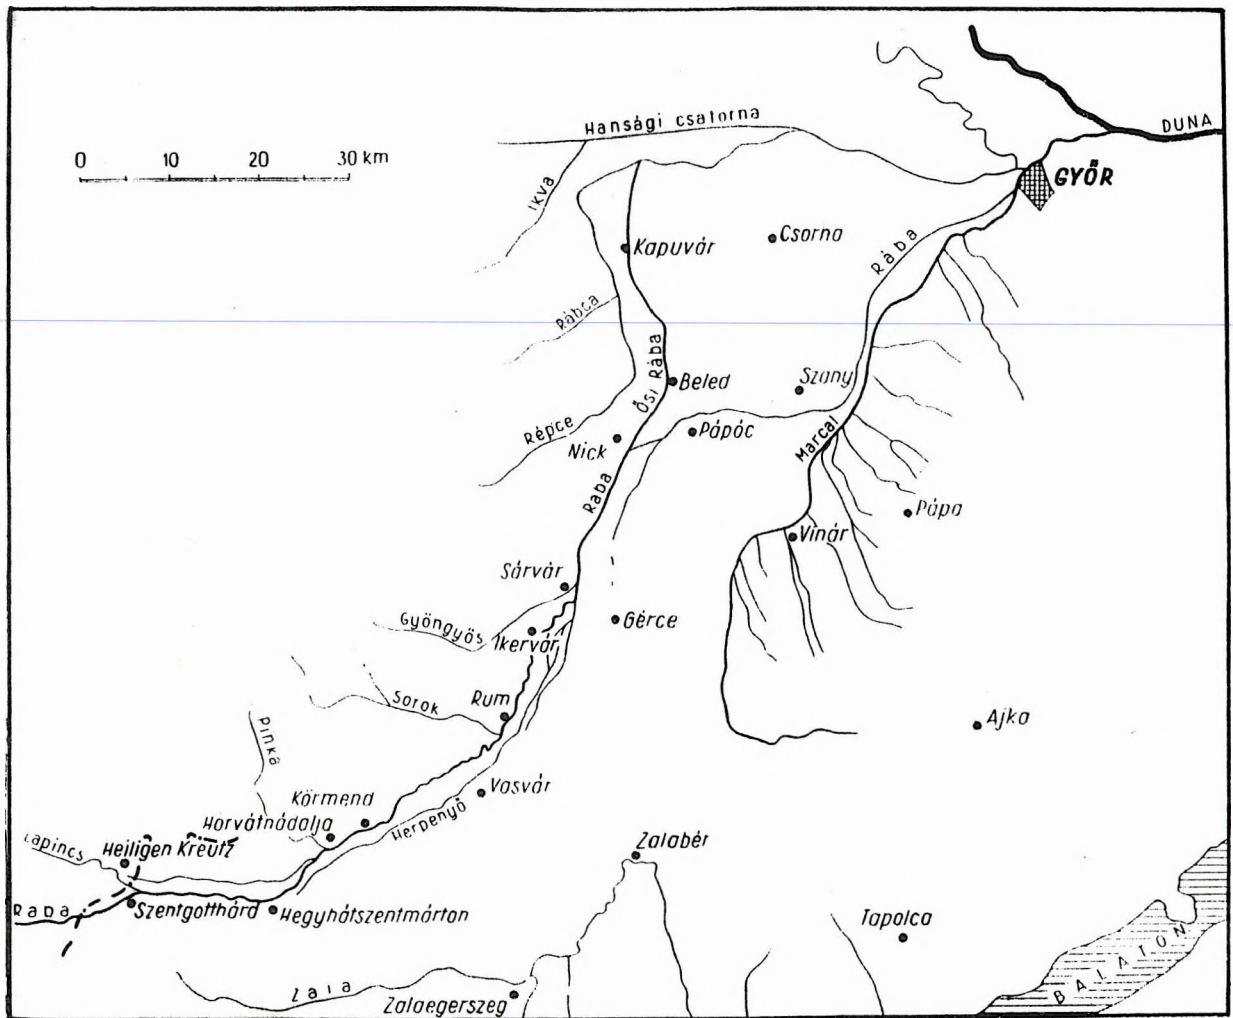 DUNA
Hansági csatorna
0 10 20 30 km
GYŐR
Ikva
Csorna
Rába
Kapuvár
Rábca
Ősi Rába
Beled
Szany
Répce
Nick
Pápóc
Marcal
Raba
Pápa
Vinár
Sárvár
Gyöngyös
Ikervár
Gérce
Rum
Sorok
Ajka
Pinka
Vasvár
Körmend
Horvátnádalja
Herpenyő
Lapincs
Heiligen Kreutz
Zalabér
Raba
Szentgotthárd
Hegyhátszentmárton
Tapolca
BALATON
Zala
Zalaegerszeg